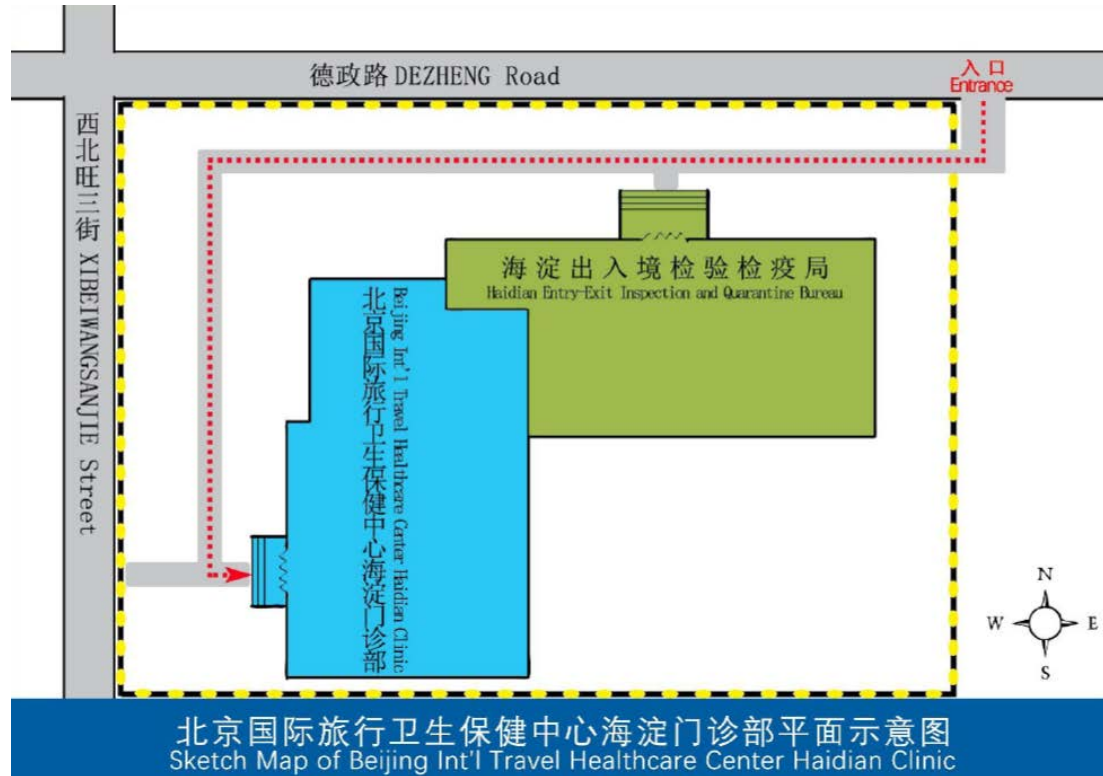 德政路 DEZHENG Road
入口
Entrance
西北旺三街 XIBEIWANGSANJIE Street
海淀出入境检验检疫局
Haidian Entry-Exit Inspection and Quarantine Bureau
Beijing Int'l Travel Healthcare Center Haidian Clinic
北京国际旅行卫生保健中心海淀门诊部
N
W
E
S
北京国际旅行卫生保健中心海淀门诊部平面示意图
Sketch Map of Beijing Int'l Travel Healthcare Center Haidian Clinic